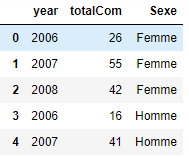 year totalCom Sexe
0 2006 26 Femme
1 2007 55 Femme
2 2008 42 Femme
3 2006 16 Homme
4 2007 41 Homme